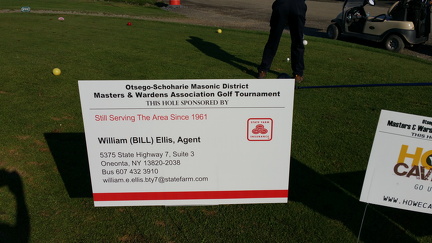 Otsego-Schoharie Masonic District
Masters & Wardens Association Golf Tournament
THIS HOLE SPONSORED BY
Still Serving The Area Since 1961
William (BILL) Ellis, Agent
STATE FARM
INSURANCE
5375 State Highway 7, Suite 3
Oneonta, NY 13820-2038
Bus 607 432 3910
william.e.ellis.bty7@statefarm.com
Masters & Ward
THIS H
HO
CAV
GO U
WWW.HOWECA